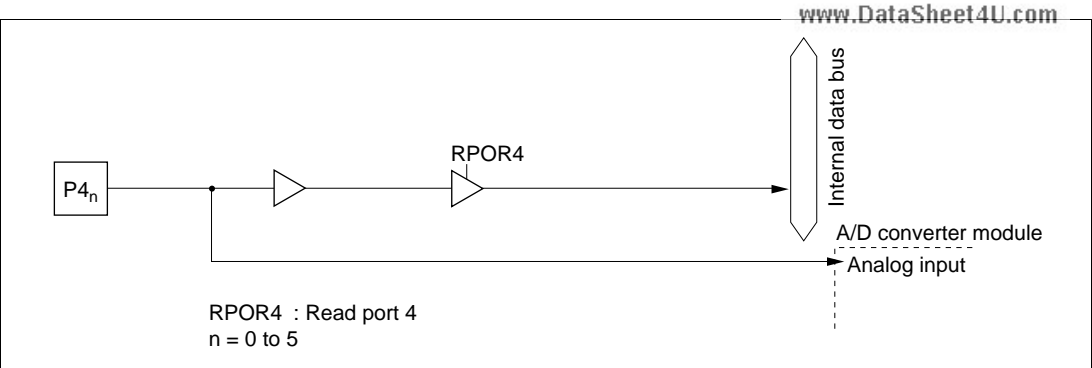 www.DataSheet4U.com
Internal data bus
RPOR4
P4n
A/D converter module
Analog input
RPOR4 : Read port 4
n = 0 to 5